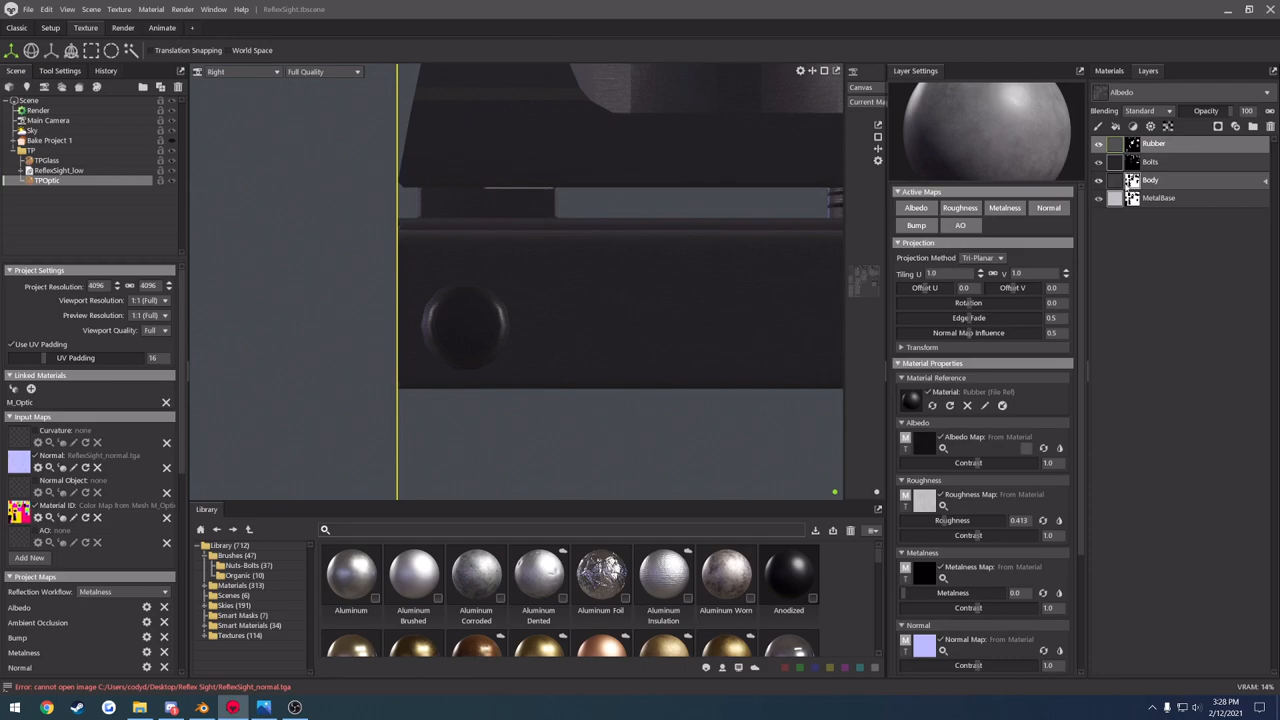 File Edit View Scene Texture Material Render Window Help ReflexSight.tbscene
Classic Setup Texture Render Animate +
Translation Snapping World Space
Scene Tool Settings History
Right Full Quality
Canvas
Current Ma
Scene
Render
Main Camera
Sky
Bake Project 1
TP
TPGlass
ReflexSight_low
TPOptic
Project Settings
Project Resolution: 4096 4096
Viewport Resolution: 1:1 (Full)
Preview Resolution: 1:1 (Full)
Viewport Quality: Full
Use UV Padding
UV Padding 16
Linked Materials
M_Optic
Input Maps
Curvature: none
Normal: ReflexSight_normal.tga
Normal Object: none
Material ID: Color Map from Mesh M_Optic
AO: none
Add New
Project Maps
Reflection Workflow: Metalness
Albedo
Ambient Occlusion
Bump
Metalness
Normal
Library
Library (712)
Brushes (47)
Nuts-Bolts (37)
Organic (10)
Materials (313)
Scenes (6)
Skies (191)
Smart Masks (7)
Smart Materials (34)
Textures (114)
Aluminum
Aluminum Brushed
Aluminum Corroded
Aluminum Dented
Aluminum Foil
Aluminum Insulation
Aluminum Worn
Anodized
Layer Settings
Active Maps
Albedo Roughness Metalness Normal
Bump AO
Projection
Projection Method Tri-Planar
Tiling U 1.0 V 1.0
Offset U 0.0 Offset V 0.0
Rotation 0.0
Edge Fade 0.5
Normal Map Influence 0.5
Transform
Material Properties
Material Reference
Material: Rubber (File Ref)
Albedo
M
T
Albedo Map: From Material
Contrast 1.0
Roughness
M
T
Roughness Map: From Material
Roughness 0.413
Contrast 1.0
Metalness
M
T
Metalness Map: From Material
Metalness 0.0
Contrast 1.0
Normal
M
T
Normal Map: From Material
Contrast 1.0
Materials Layers
Albedo
Blending Standard Opacity 100
Rubber
Bolts
Body
MetalBase
Error: cannot open image C:/Users/codyd/Desktop/Reflex Sight/ReflexSight_normal.tga
VRAM: 14%
3:28 PM
2/12/2021